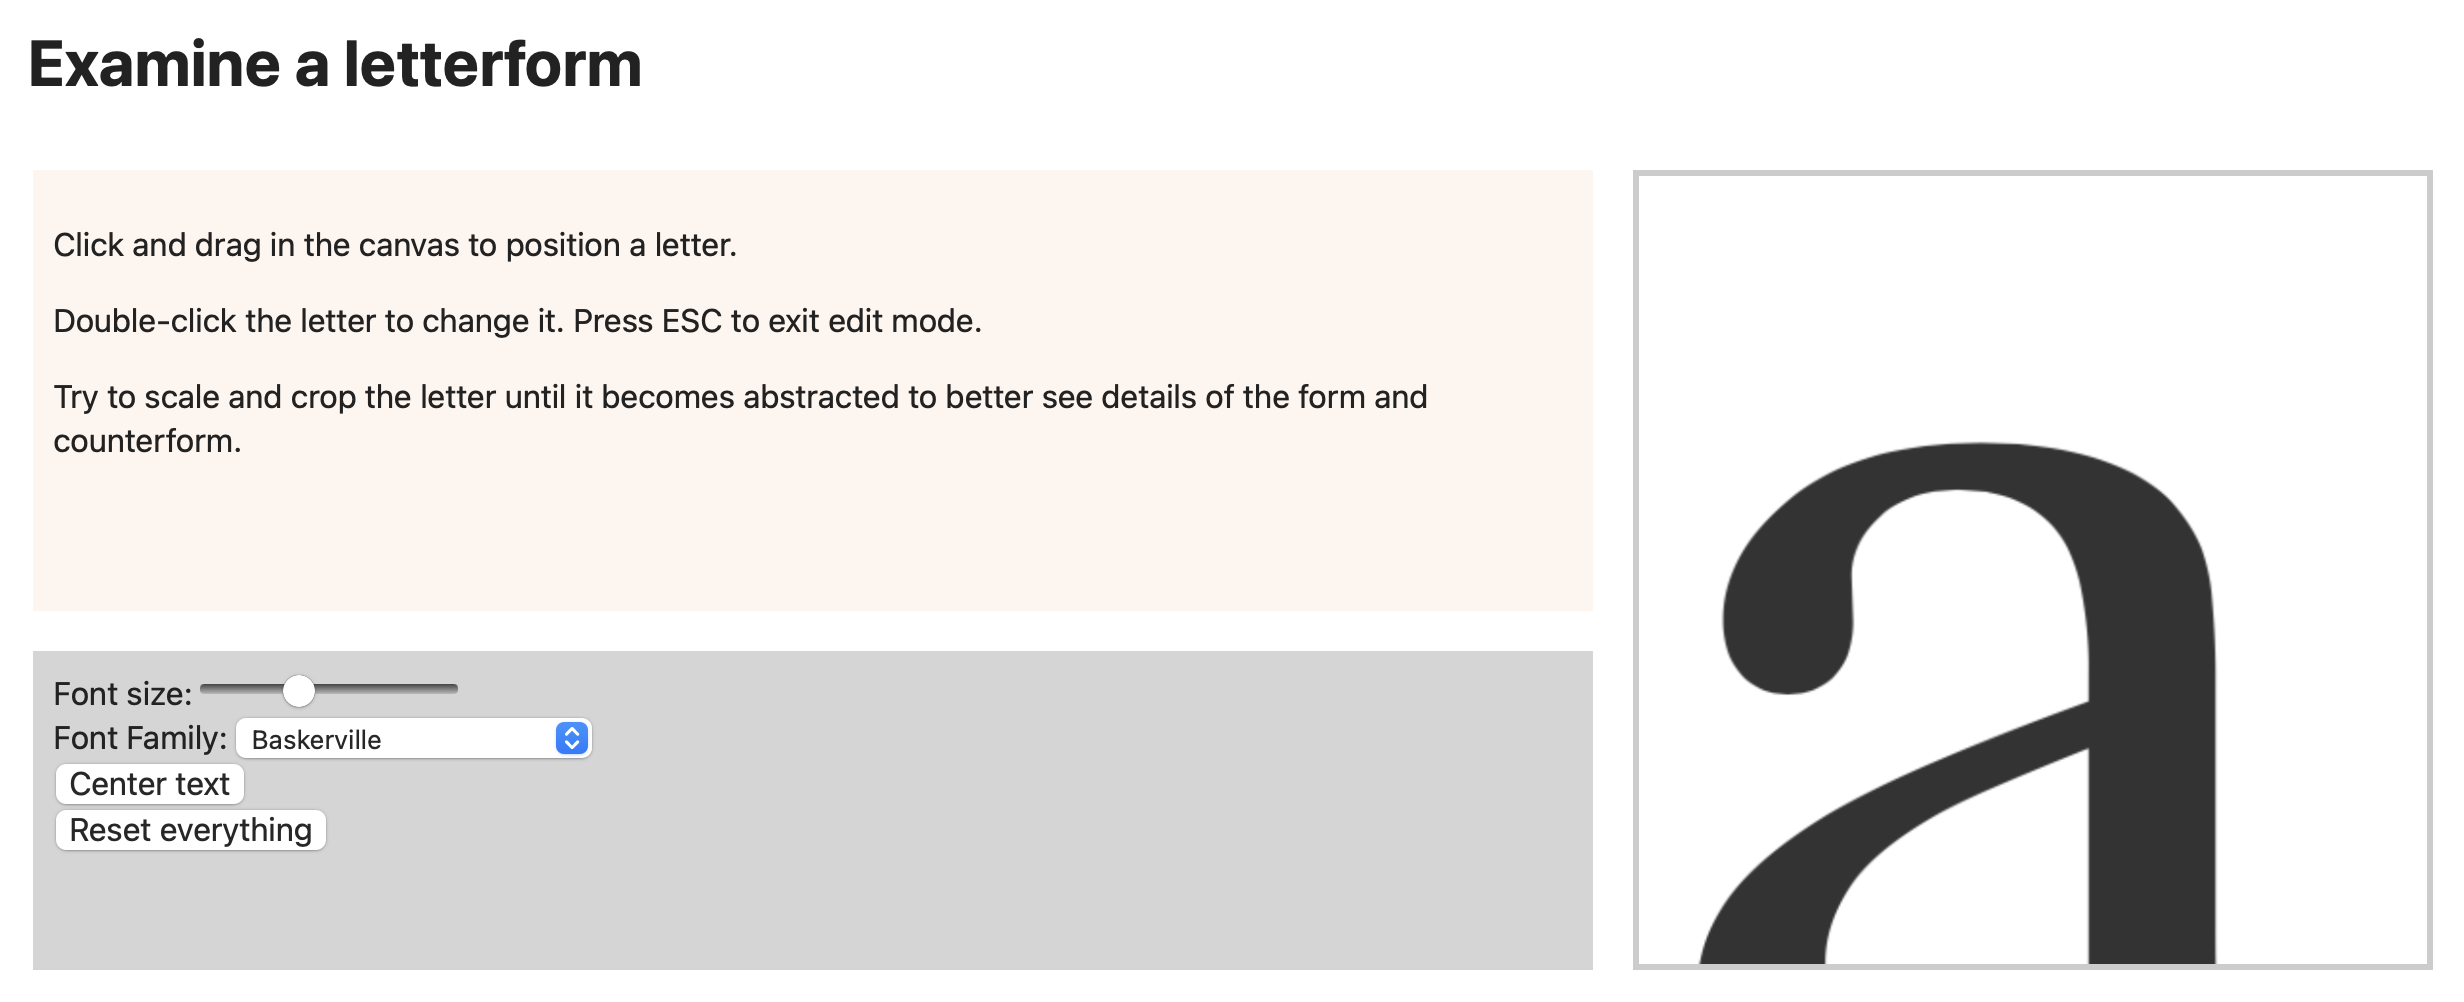 Examine a letterform
Click and drag in the canvas to position a letter.
Double-click the letter to change it. Press ESC to exit edit mode.
Try to scale and crop the letter until it becomes abstracted to better see details of the form and
counterform.
Font size:
Font Family: Baskerville
Center text
Reset everything
a